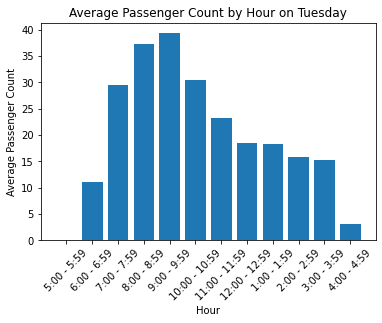 Average Passenger Count by Hour on Tuesday
Average Passenger Count
40
35
30
25
20
15
10
5
0
5:00 - 5:59
6:00 - 6:59
7:00 - 7:59
8:00 - 8:59
9:00 - 9:59
10:00 - 10:59
11:00 - 11:59
12:00 - 12:59
1:00 - 1:59
2:00 - 2:59
3:00 - 3:59
4:00 - 4:59
Hour